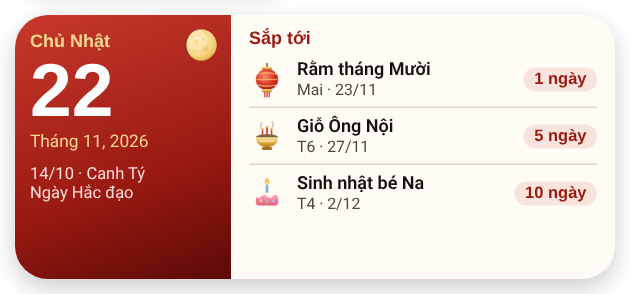 Chủ Nhật
22
Tháng 11, 2026
14/10 · Canh Tý
Ngày Hắc đạo
Sắp tới
Rằm tháng Mười
Mai · 23/11
1 ngày
Giỗ Ông Nội
T6 · 27/11
5 ngày
Sinh nhật bé Na
T4 · 2/12
10 ngày